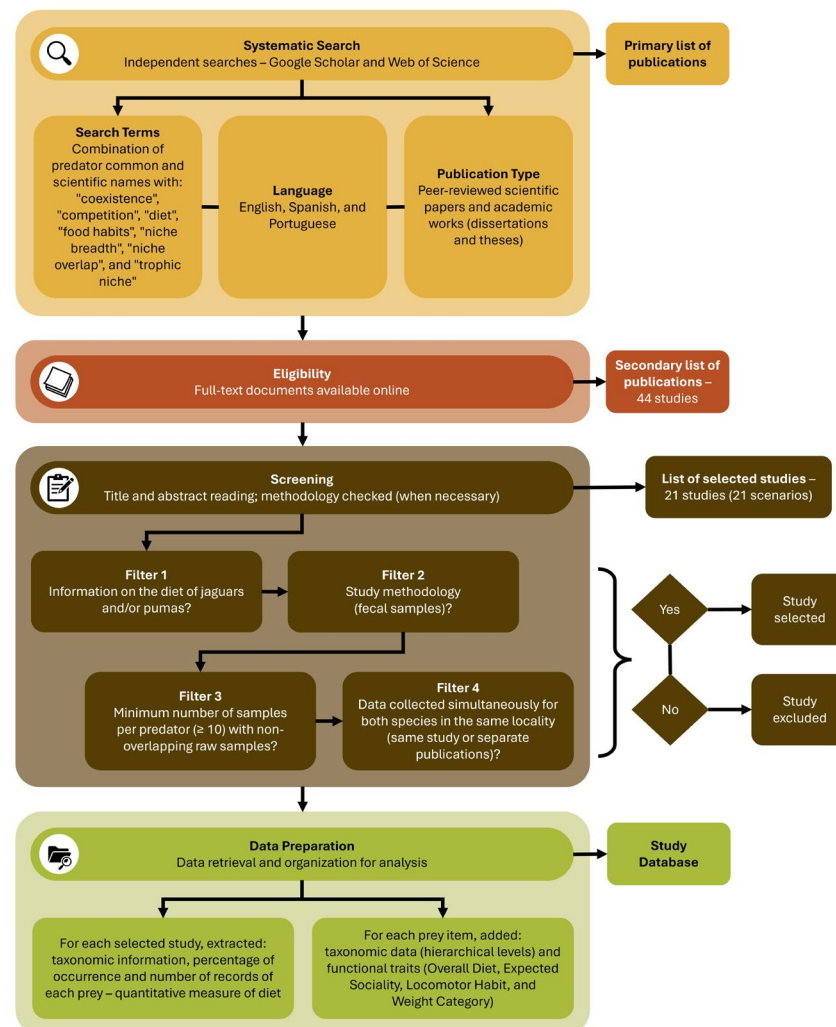 Systematic Search
Independent searches – Google Scholar and Web of Science
Primary list of
publications
Search Terms
Combination of
predator common and
scientific names with:
"coexistence",
"competition", "diet",
"food habits", "niche
breadth", "niche
overlap", and "trophic
niche"
Language
English, Spanish, and
Portuguese
Publication Type
Peer-reviewed scientific
papers and academic
works (dissertations
and theses)
Eligibility
Full-text documents available online
Secondary list of
publications –
44 studies
Screening
Title and abstract reading; methodology checked (when necessary)
List of selected studies –
21 studies (21 scenarios)
Filter 1
Information on the diet of jaguars
and/or pumas?
Filter 2
Study methodology
(fecal samples)?
Filter 3
Minimum number of samples
per predator (≥ 10) with non-
overlapping raw samples?
Filter 4
Data collected simultaneously for
both species in the same locality
(same study or separate
publications)?
Yes
Study
selected
No
Study
excluded
Data Preparation
Data retrieval and organization for analysis
Study
Database
For each selected study, extracted:
taxonomic information, percentage of
occurrence and number of records of
each prey – quantitative measure of diet
For each prey item, added:
taxonomic data (hierarchical levels) and
functional traits (Overall Diet, Expected
Sociality, Locomotor Habit, and
Weight Category)